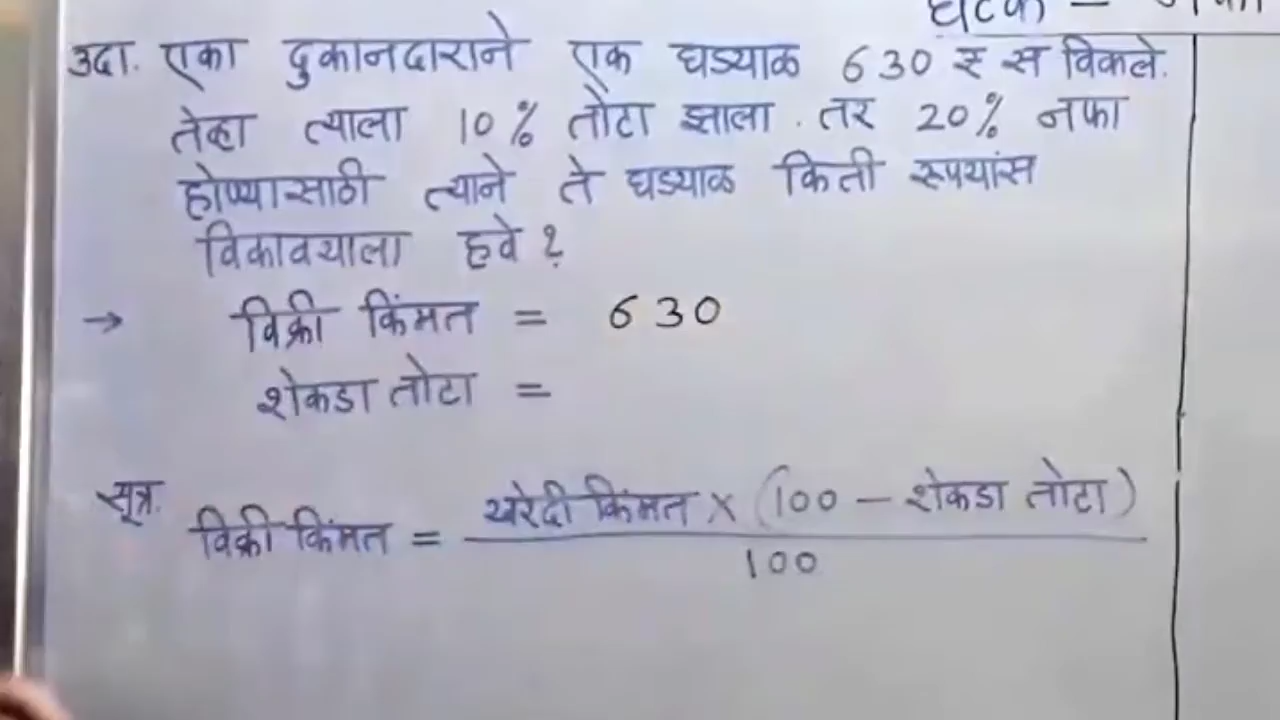 घटक -
उदा. एका दुकानदाराने एक घड्याळ 630 ₹ स विकले.
तेव्हा त्याला 10% तोटा झाला. तर 20% नफा
होण्यासाठी त्याने ते घड्याळ किती रूपयांस
विकावयाला हवे?
→ विक्री किंमत = 630
शेकडा तोटा =
सूत्र. विक्री किंमत = खरेदी किंमत × (100 - शेकडा तोटा)
100